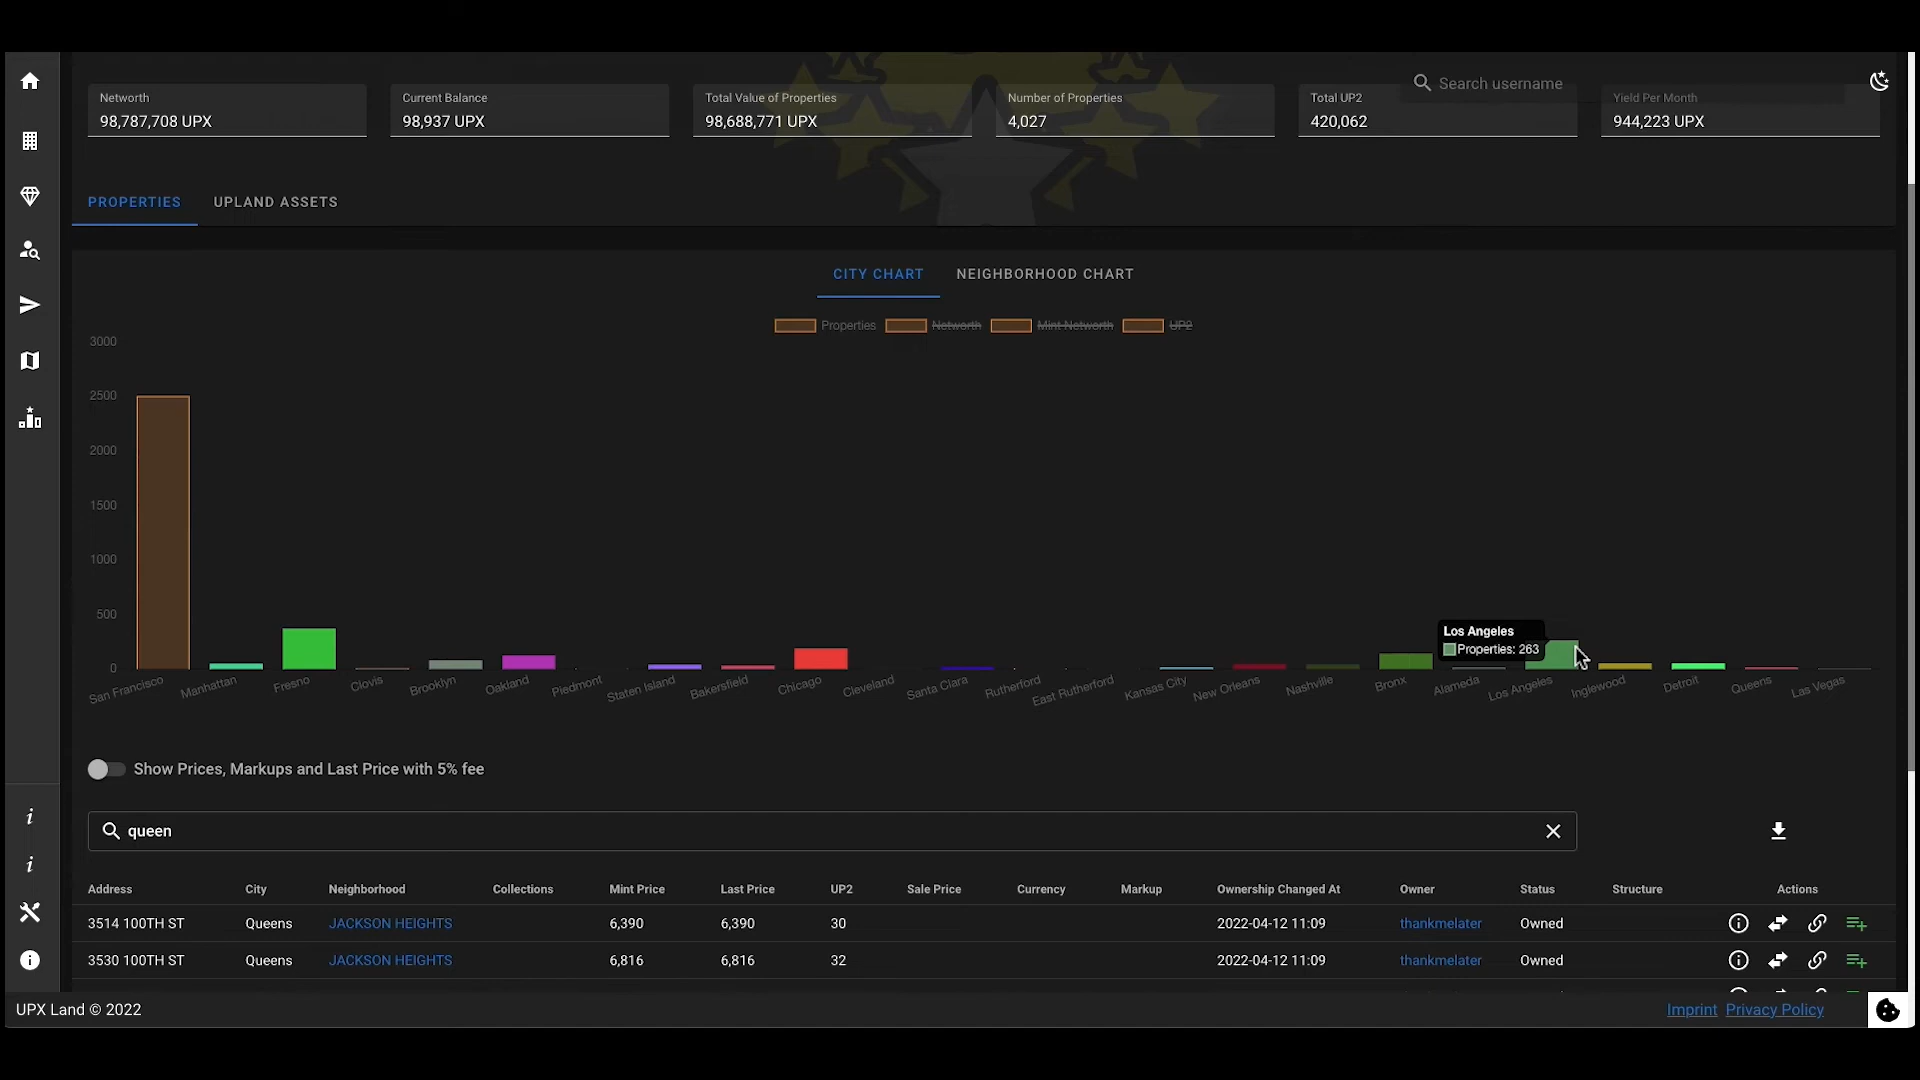 Search username
Networth
98,787,708 UPX
Current Balance
98,937 UPX
Total Value of Properties
98,688,771 UPX
Number of Properties
4,027
Total UP2
420,062
Yield Per Month
944,223 UPX
PROPERTIES UPLAND ASSETS
CITY CHART NEIGHBORHOOD CHART
Properties Networth Mint Networth UP2
3000
2500
2000
1500
1000
500
0
Los Angeles
Properties: 263
San Francisco Manhattan Fresno Clovis Brooklyn Oakland Piedmont Staten Island Bakersfield Chicago Cleveland Santa Clara Rutherford East Rutherford Kansas City New Orleans Nashville Bronx Alameda Los Angeles Inglewood Detroit Queens Las Vegas
Show Prices, Markups and Last Price with 5% fee
queen
Address City Neighborhood Collections Mint Price Last Price UP2 Sale Price Currency Markup Ownership Changed At Owner Status Structure Actions
3514 100TH ST Queens JACKSON HEIGHTS 6,390 6,390 30 2022-04-12 11:09 thankmelater Owned
3530 100TH ST Queens JACKSON HEIGHTS 6,816 6,816 32 2022-04-12 11:09 thankmelater Owned
UPX Land © 2022 Imprint Privacy Policy